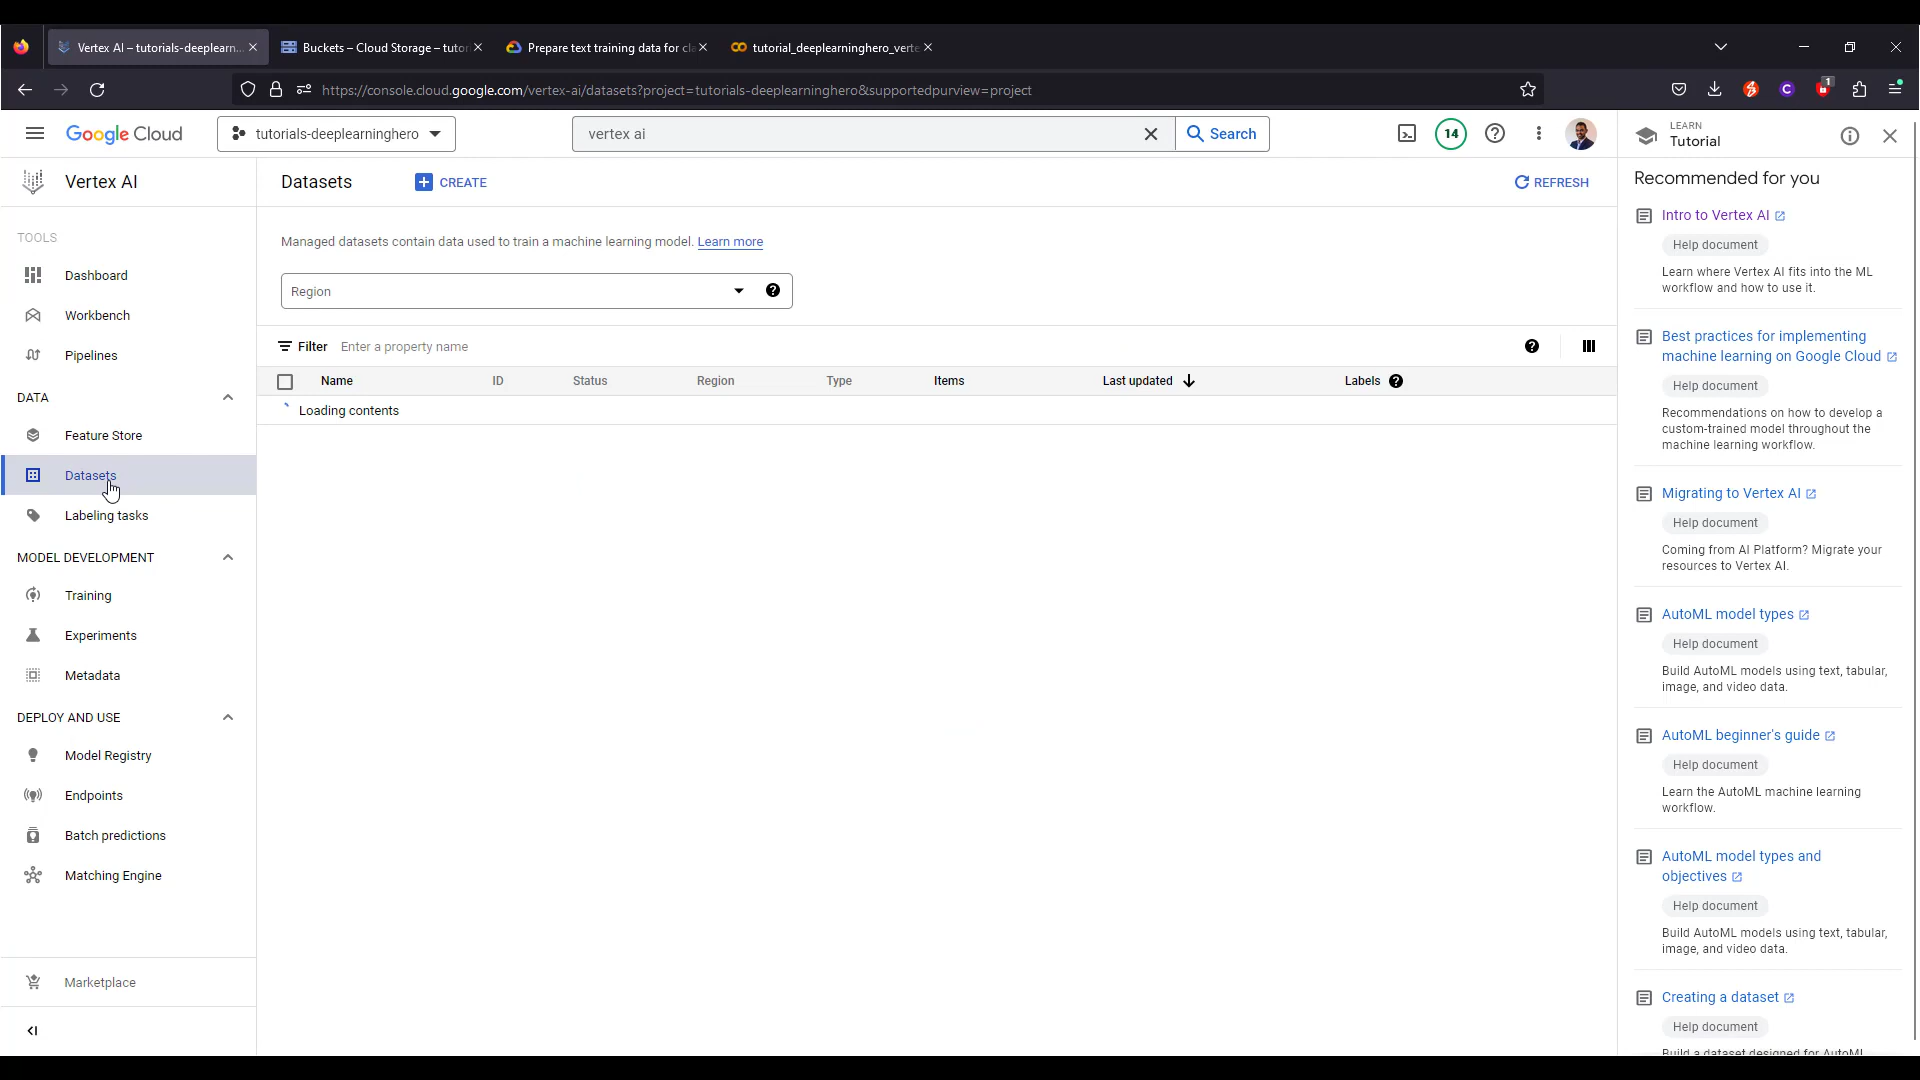 Vertex AI – tutorials-deeplearn...
Buckets – Cloud Storage – tutor
Prepare text training data for cla
tutorial_deeplearninghero_verte
https://console.cloud.google.com/vertex-ai/datasets?project=tutorials-deeplearninghero&supportedpurview=project
C
1
Google Cloud
tutorials-deeplearninghero
vertex ai
Search
14
LEARN
Tutorial
Vertex AI
Datasets
CREATE
REFRESH
Recommended for you
TOOLS
Dashboard
Workbench
Pipelines
DATA
Feature Store
Datasets
Labeling tasks
MODEL DEVELOPMENT
Training
Experiments
Metadata
DEPLOY AND USE
Model Registry
Endpoints
Batch predictions
Matching Engine
Marketplace
Managed datasets contain data used to train a machine learning model. Learn more
Region
Filter Enter a property name
Name ID Status Region Type Items Last updated Labels
Loading contents
Intro to Vertex AI
Help document
Learn where Vertex AI fits into the ML
workflow and how to use it.
Best practices for implementing
machine learning on Google Cloud
Help document
Recommendations on how to develop a
custom-trained model throughout the
machine learning workflow.
Migrating to Vertex AI
Help document
Coming from AI Platform? Migrate your
resources to Vertex AI.
AutoML model types
Help document
Build AutoML models using text, tabular,
image, and video data.
AutoML beginner's guide
Help document
Learn the AutoML machine learning
workflow.
AutoML model types and
objectives
Help document
Build AutoML models using text, tabular,
image, and video data.
Creating a dataset
Help document
Build a dataset designed for AutoML